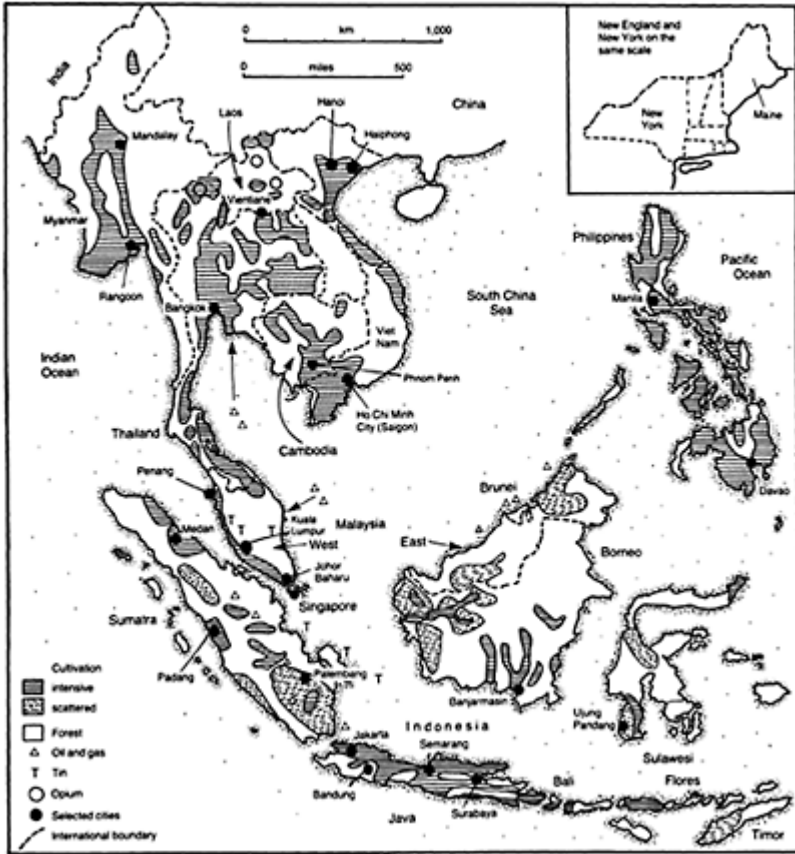 0 km 1,000
0 miles 500
New England and
New York on the
same scale
New
York
Maine
India
China
Hanoi
Laos
Haiphong
Mandalay
Vientiane
Myanmar
Rangoon
Bangkok
Philippines
Pacific
Ocean
Manila
South China
Sea
Viet
Nam
Indian
Ocean
Phnom Penh
Ho Chi Minh
City (Saigon)
Thailand
Cambodia
Penang
Davao
Brunei
Malaysia
T
T
Kuala
Lumpur
West
East
Medan
Borneo
Johor
Baharu
Singapore
Sumatra
T
Padang
T
Palembang
T
Cultivation
intensive
scattered
Forest
Oil and gas
T Tin
Opium
Selected cities
International boundary
Banjarmasin
Ujung
Pandang
Indonesia
Jakarta
Semarang
Sulawesi
Bandung
Surabaya
Bali
Flores
Java
Timor